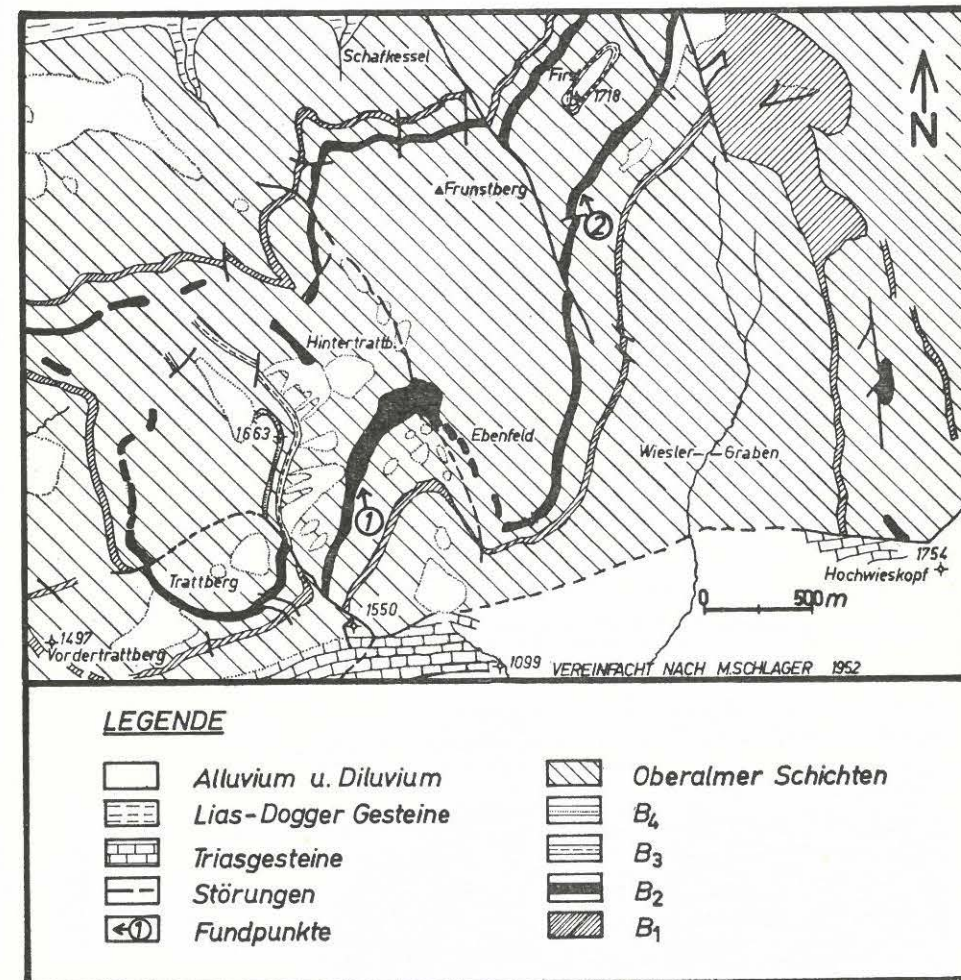 Schafkessel
First
1718
N
Frunstberg
②
Hintertrattb.
1663
Ebenfeld
Wiesler-Graben
①
Trattberg
1754
Hochwieskopf
0 500m
1550
1497
Vordertrattberg
1099
VEREINFACHT NACH M.SCHLAGER 1952
LEGENDE
Alluvium u. Diluvium
Lias-Dogger Gesteine
Triasgesteine
Störungen
① Fundpunkte
Oberalmer Schichten
B₄
B₃
B₂
B₁